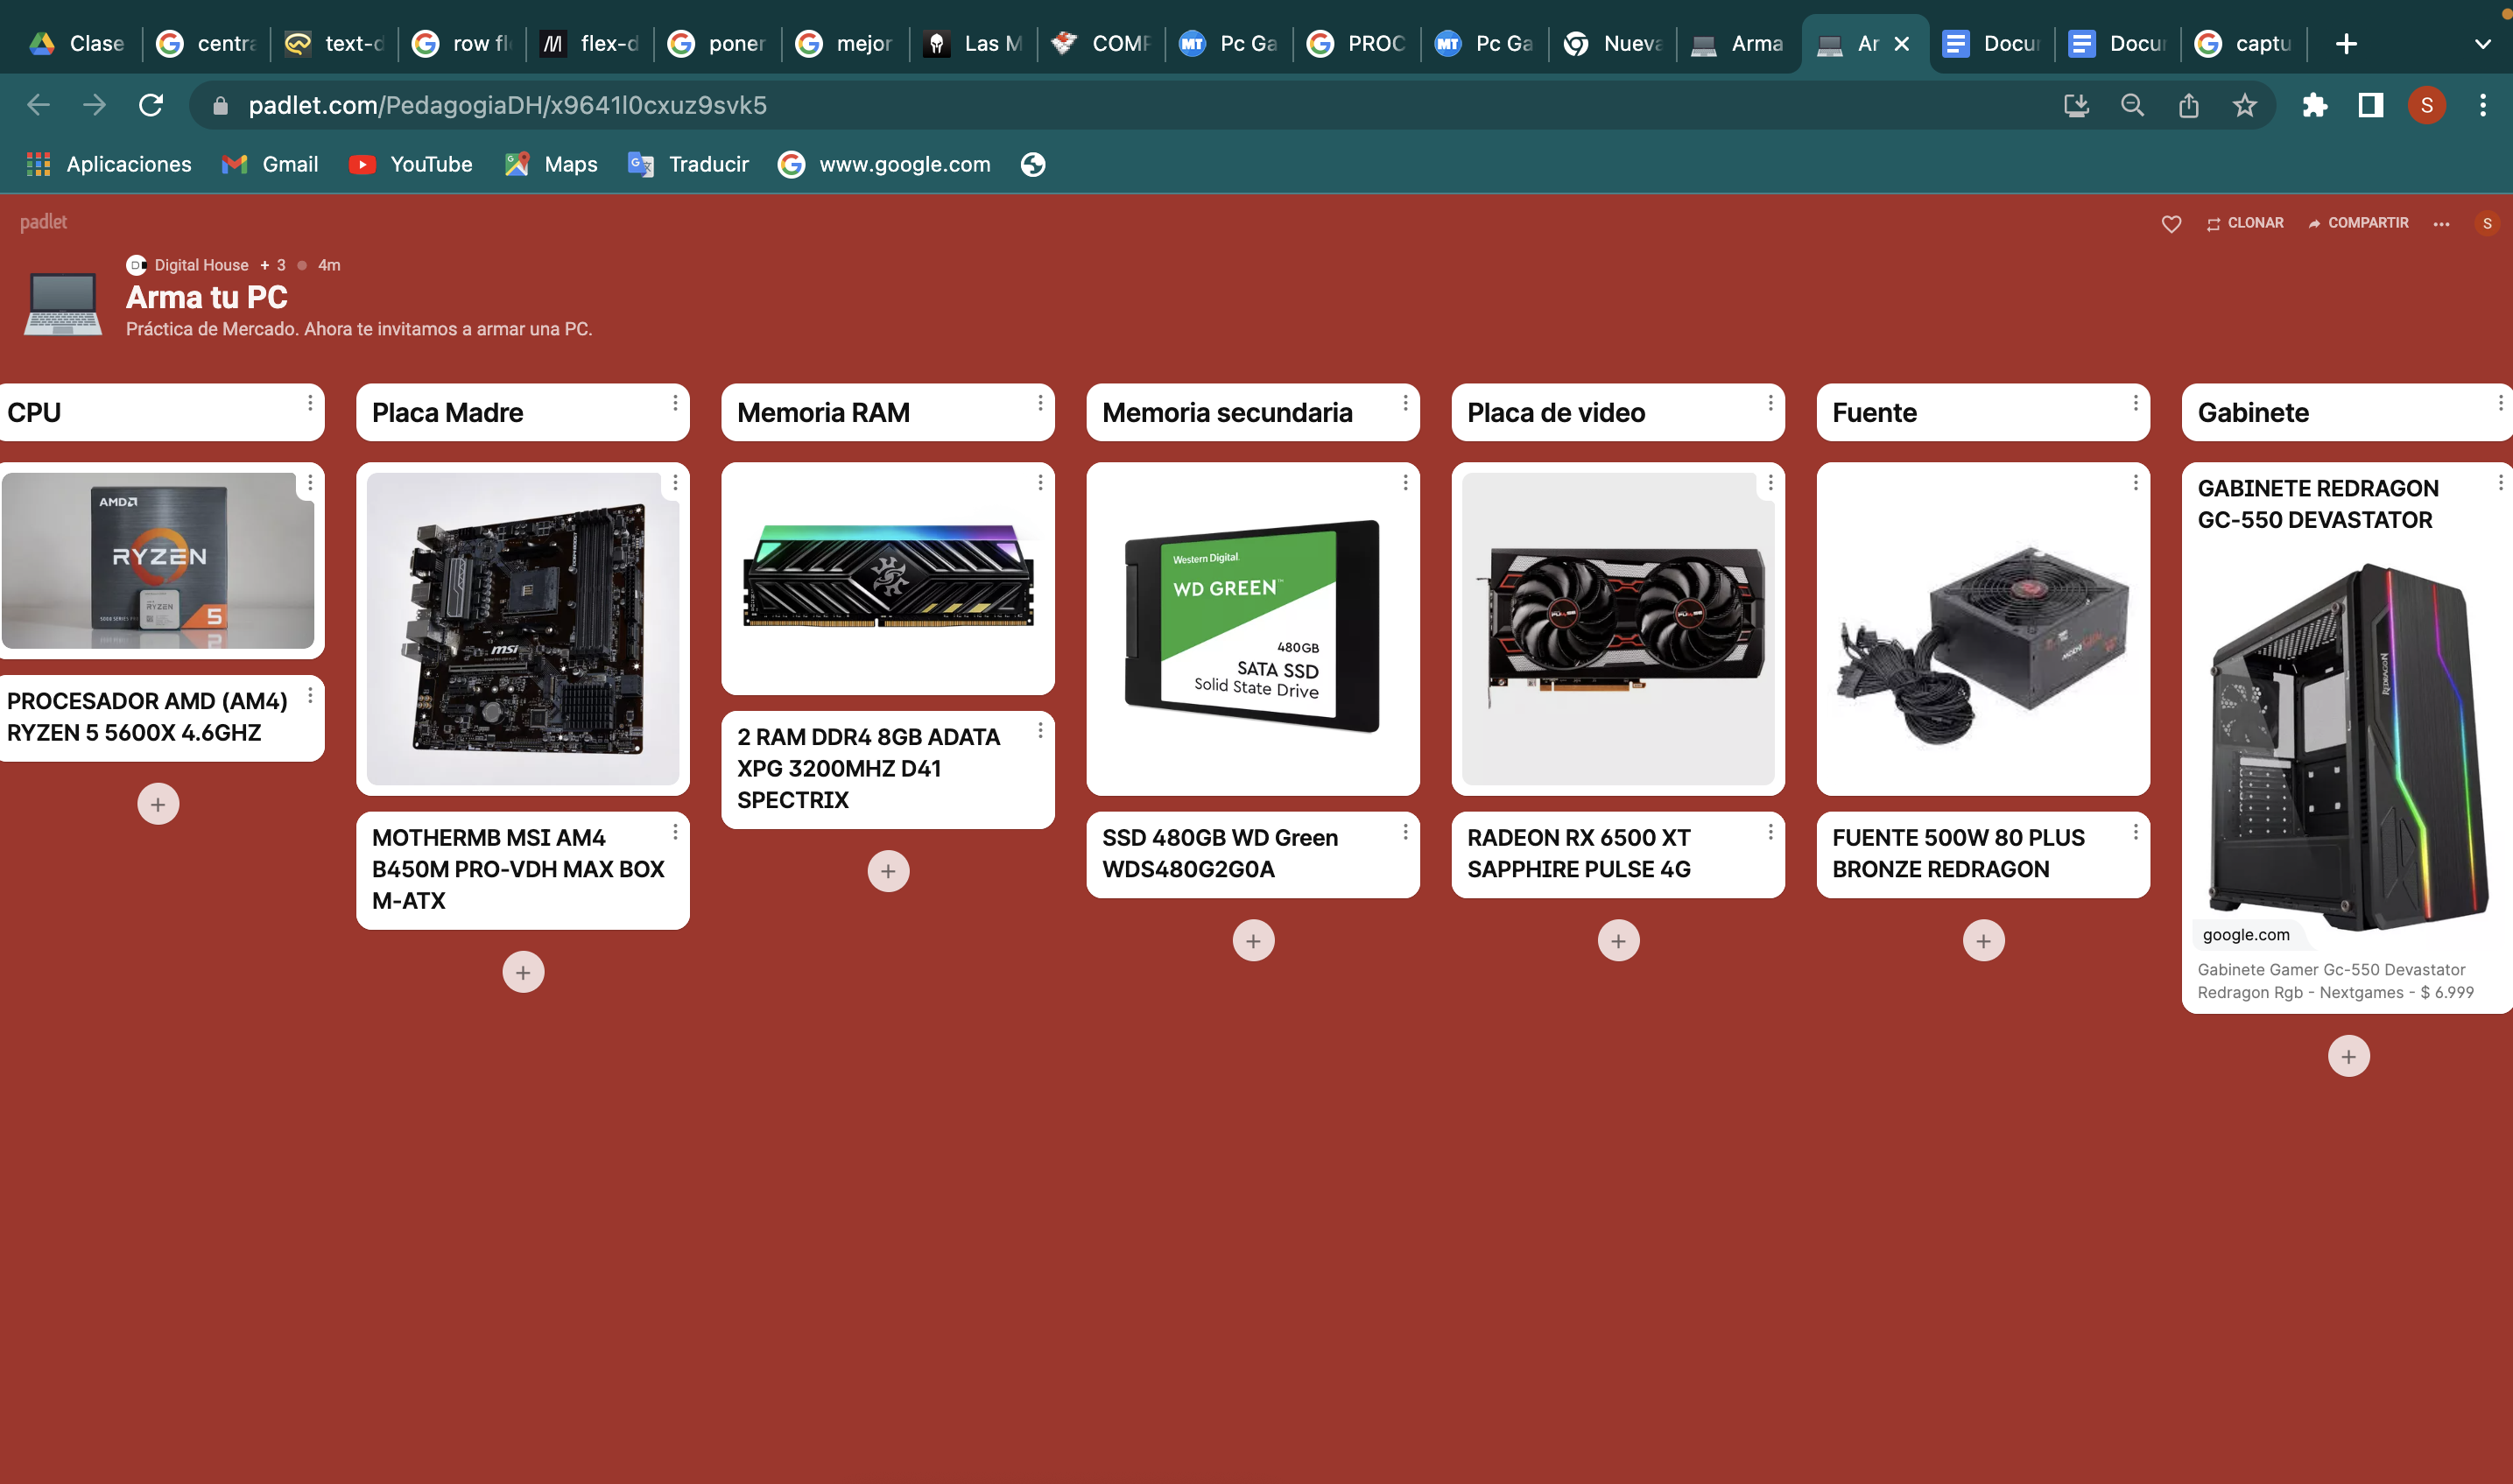 Clase
centra
text-d
row fl
flex-d
poner
mejor
Las M
COMP
Pc Ga
PROC
Pc Ga
Nueva
Arma
Ar
Docu
Docu
captu
padlet.com/PedagogiaDH/x9641l0cxuz9svk5
S
Aplicaciones
Gmail
YouTube
Maps
Traducir
www.google.com
padlet
CLONAR
COMPARTIR
S
Digital House + 3 4m
Arma tu PC
Práctica de Mercado. Ahora te invitamos a armar una PC.
CPU
AMD
RYZEN
RYZEN
5
PROCESADOR AMD (AM4)
RYZEN 5 5600X 4.6GHZ
Placa Madre
msi
MOTHERMB MSI AM4
B450M PRO-VDH MAX BOX
M-ATX
Memoria RAM
2 RAM DDR4 8GB ADATA
XPG 3200MHZ D41
SPECTRIX
Memoria secundaria
Western Digital.
WD GREEN™
480GB
SATA SSD
Solid State Drive
SSD 480GB WD Green
WDS480G2G0A
Placa de video
RADEON RX 6500 XT
SAPPHIRE PULSE 4G
Fuente
FUENTE 500W 80 PLUS
BRONZE REDRAGON
Gabinete
GABINETE REDRAGON
GC-550 DEVASTATOR
REDRAGON
google.com
Gabinete Gamer Gc-550 Devastator
Redragon Rgb - Nextgames - $ 6.999